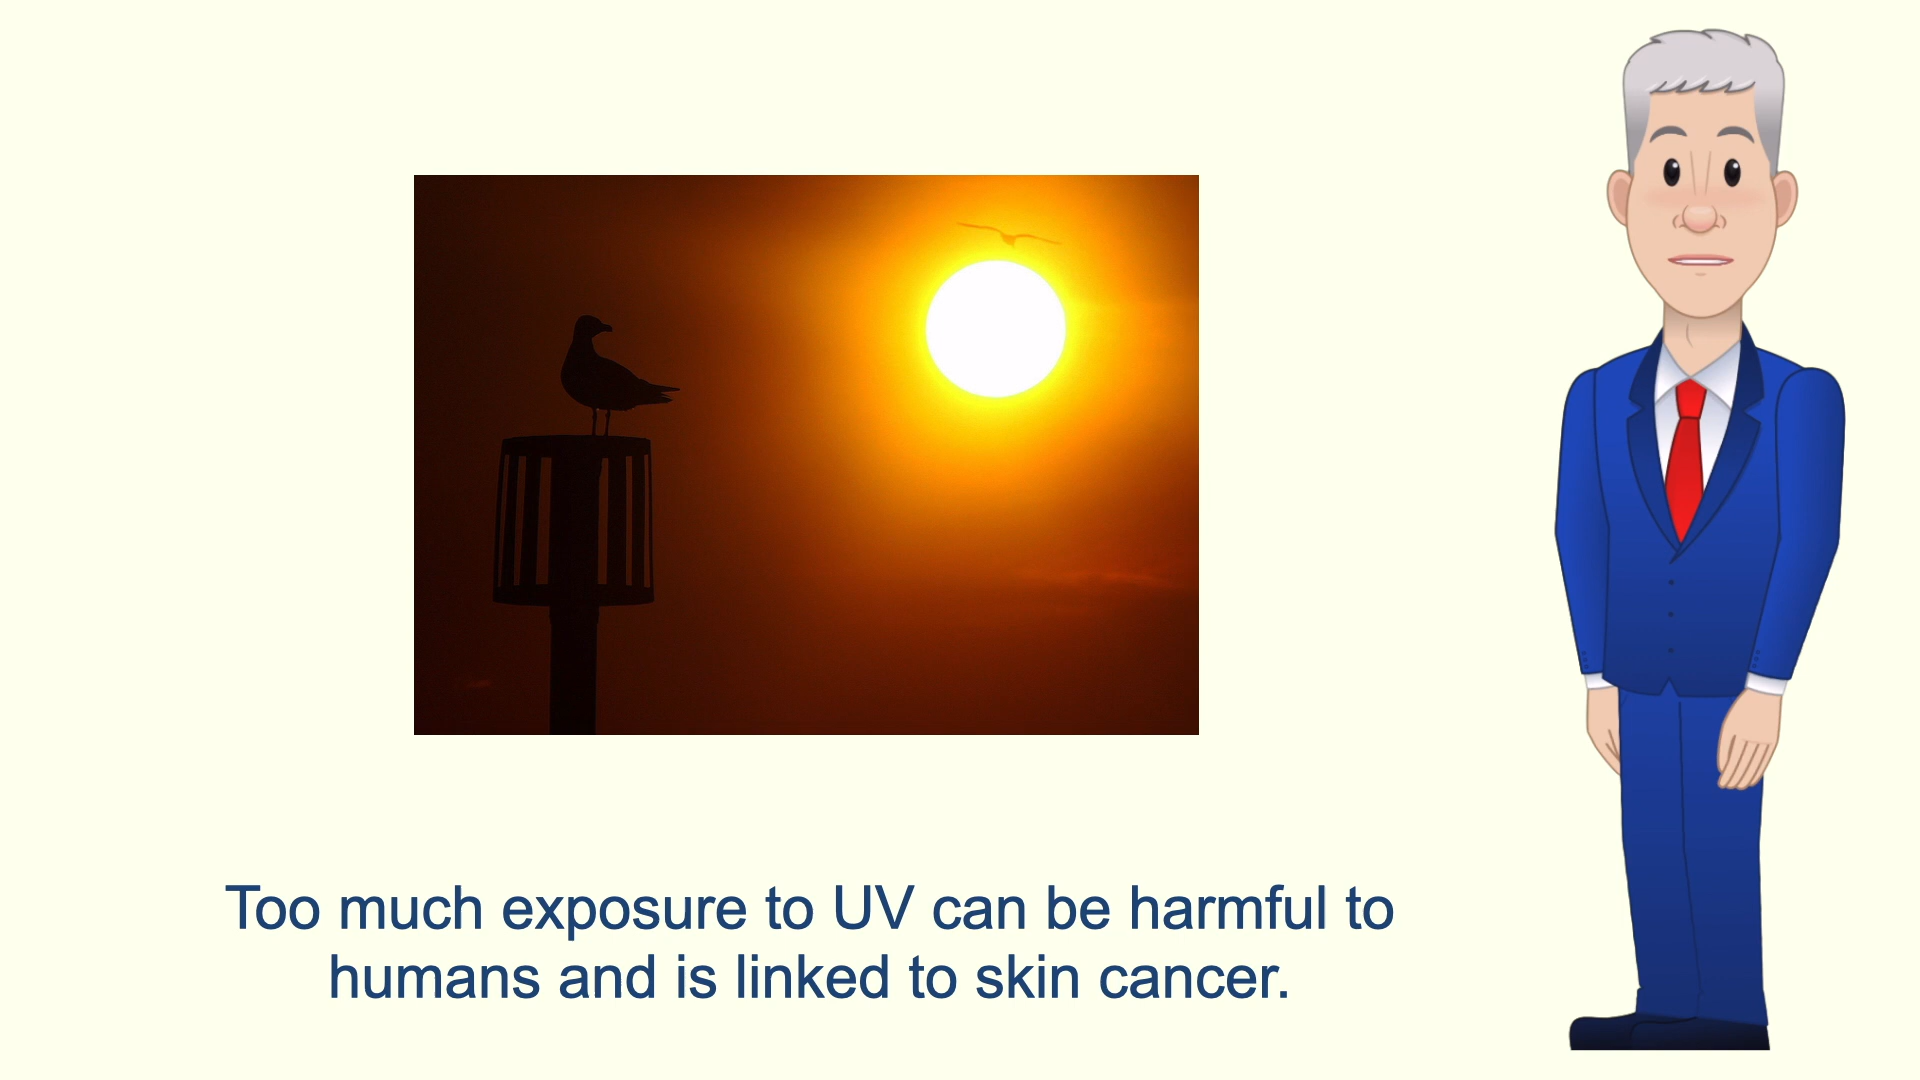 Too much exposure to UV can be harmful to
humans and is linked to skin cancer.